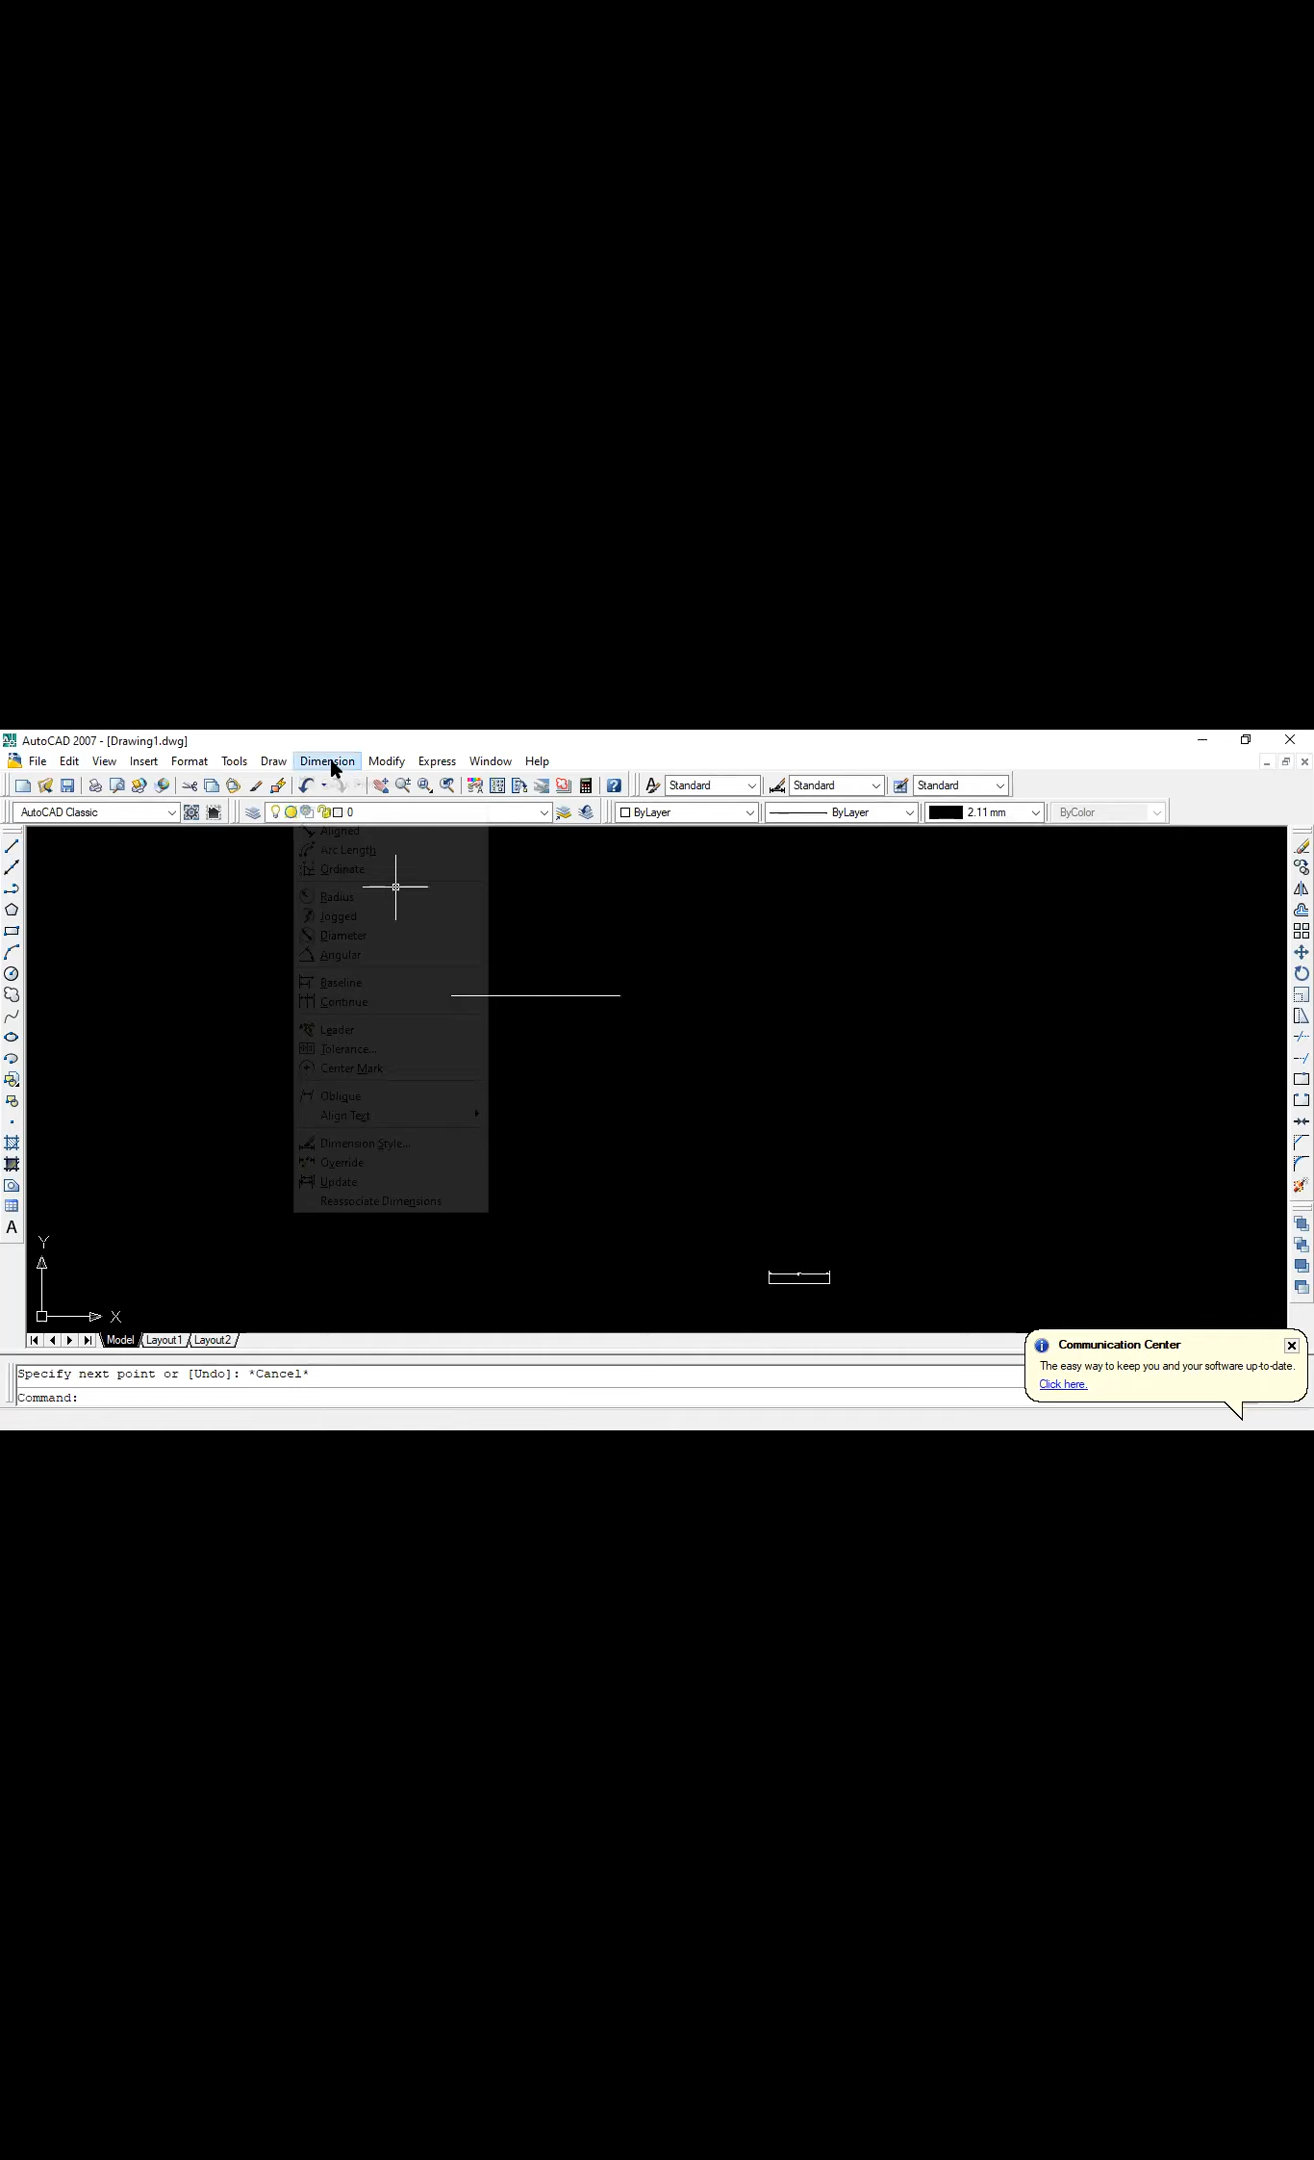 AutoCAD 2007 - [Drawing1.dwg]
File Edit View Insert Format Tools Draw Dimension Modify Express Window Help
Standard Standard Standard
AutoCAD Classic 0 ByLayer ByLayer 2.11 mm ByColor
Aligned
Arc Length
Ordinate
Radius
Jogged
Diameter
Angular
Baseline
Continue
Leader
Tolerance...
Center Mark
Oblique
Align Text
Dimension Style...
Override
Update
Reassociate Dimensions
A
Y
X
Model Layout1 Layout2
Communication Center
The easy way to keep you and your software up-to-date.
Click here.
Specify next point or [Undo]: *Cancel*
Command: